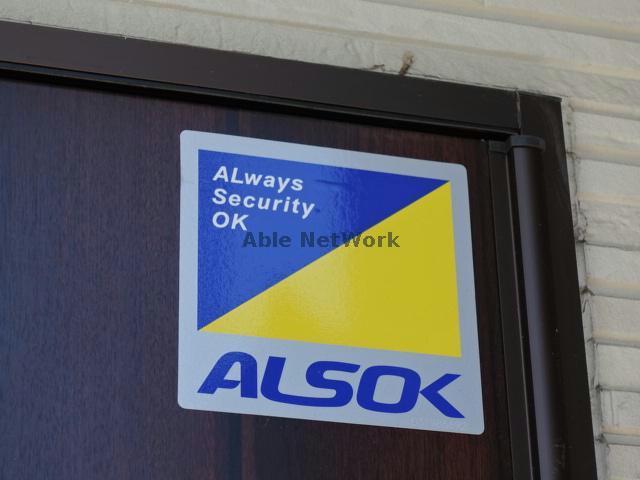 ALways
Security
OK
Able NetWork
ALSOK